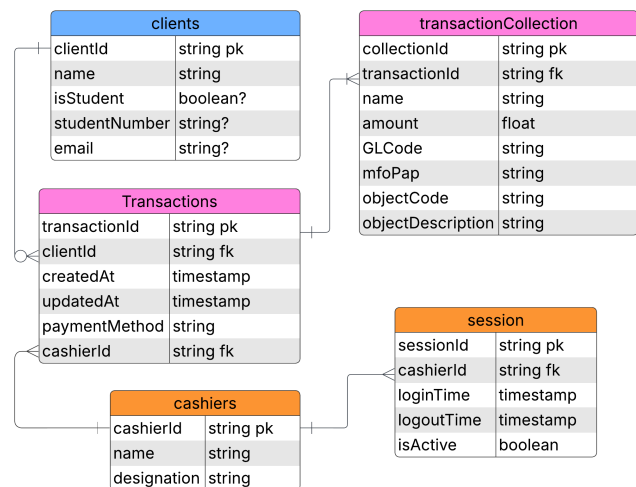 clients
clientId string pk
name string
isStudent boolean?
studentNumber string?
email string?
transactionCollection
collectionId string pk
transactionId string fk
name string
amount float
GLCode string
mfoPap string
objectCode string
objectDescription string
Transactions
transactionId string pk
clientId string fk
createdAt timestamp
updatedAt timestamp
paymentMethod string
cashierId string fk
session
sessionId string pk
cashierId string fk
loginTime timestamp
logoutTime timestamp
isActive boolean
cashiers
cashierId string pk
name string
designation string